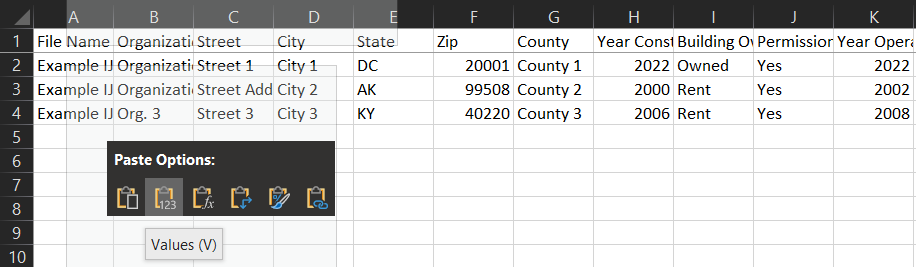 A B C D E F G H I J K
1 File Name Organizati Street City State Zip County Year Const Building Ow Permission Year Opera
2 Example IJ Organizati Street 1 City 1 DC 20001 County 1 2022 Owned Yes 2022
3 Example IJ Organizati Street Add City 2 AK 99508 County 2 2000 Rent Yes 2002
4 Example IJ Org. 3 Street 3 City 3 KY 40220 County 3 2006 Rent Yes 2008
5
6
Paste Options:
7
8
123 fx
9
Values (V)
10